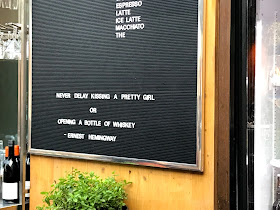 ESPRESSO
LATTE
ICE LATTE
MACCHIATO
THE
NEVER DELAY KISSING A PRETTY GIRL
OR
OPENING A BOTTLE OF WHISKEY
- ERNEST HEMINGWAY